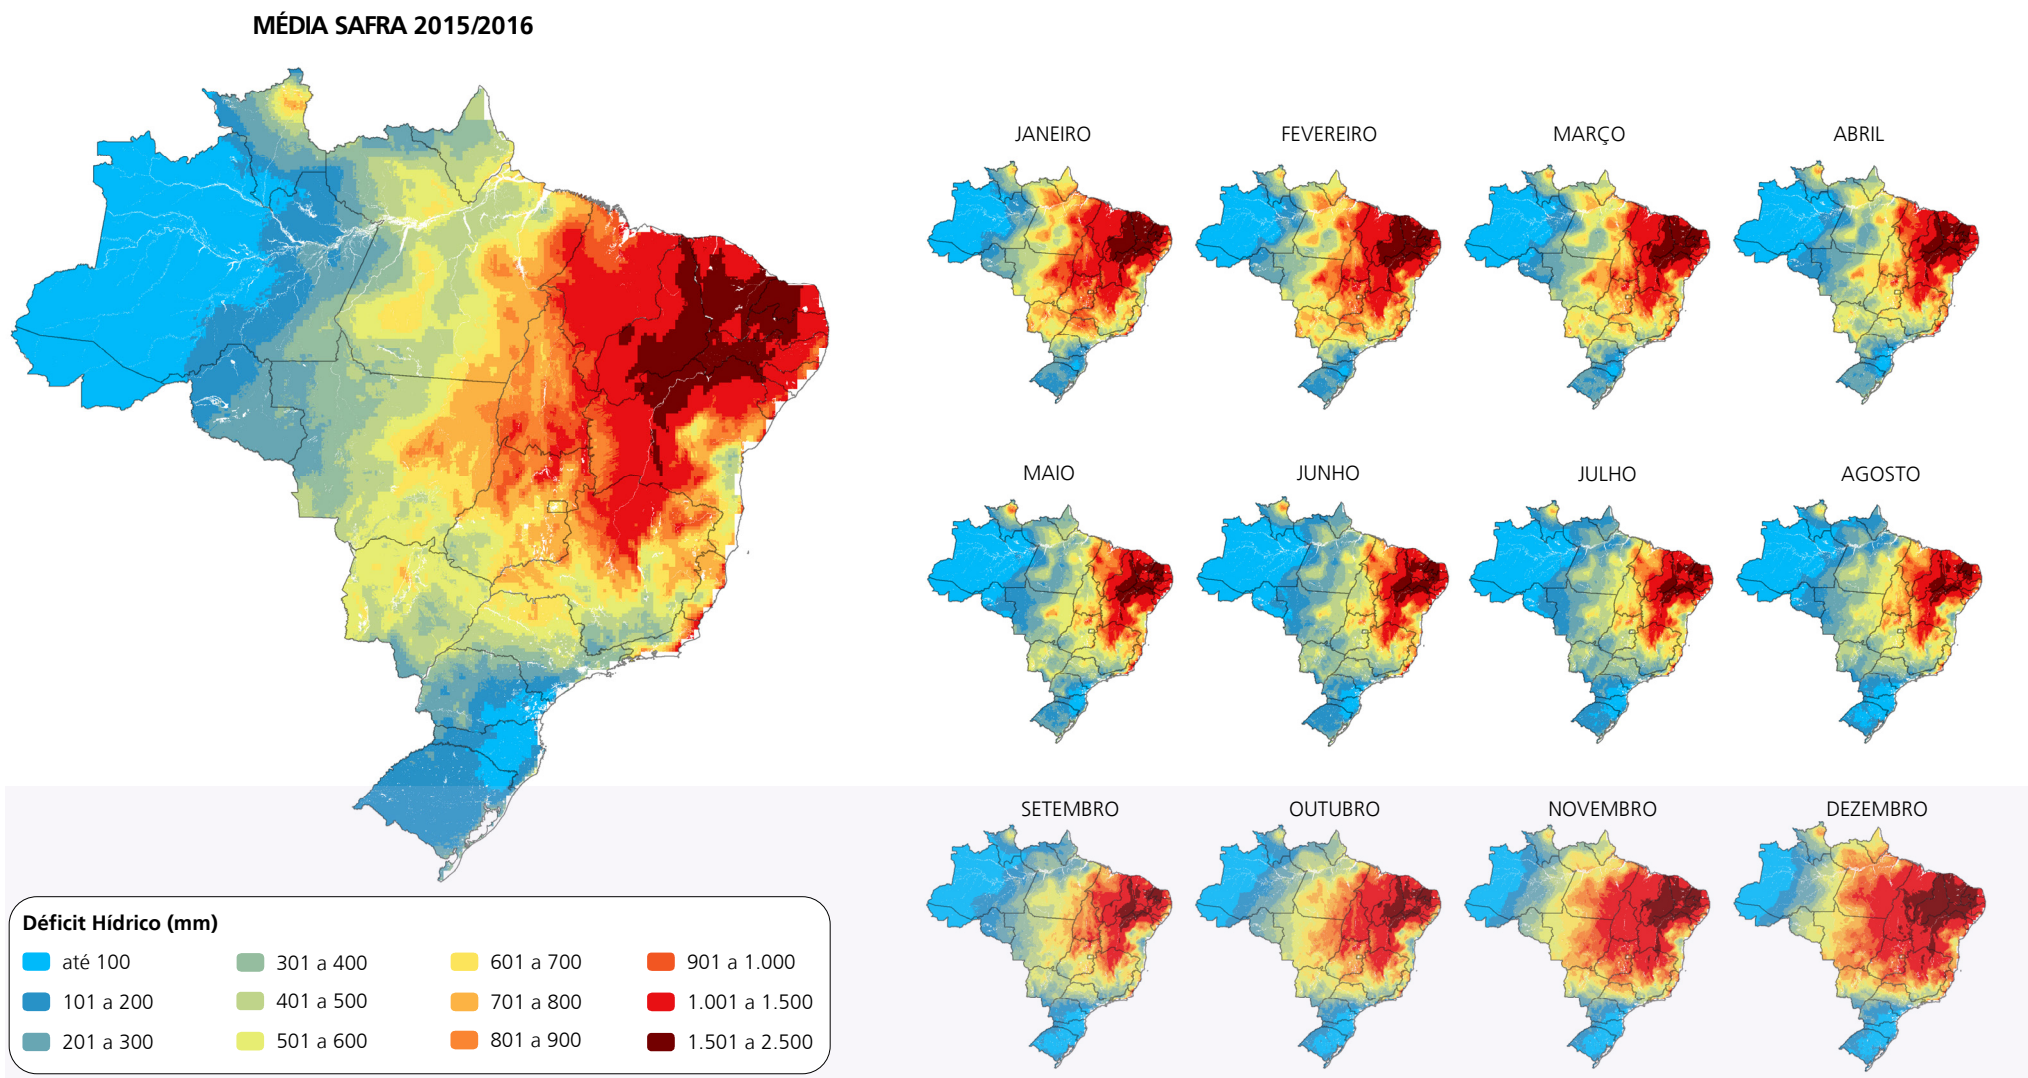 MÉDIA SAFRA 2015/2016
JANEIRO
FEVEREIRO
MARÇO
ABRIL
MAIO
JUNHO
JULHO
AGOSTO
SETEMBRO
OUTUBRO
NOVEMBRO
DEZEMBRO
Déficit Hídrico (mm)
até 100
301 a 400
601 a 700
901 a 1.000
101 a 200
401 a 500
701 a 800
1.001 a 1.500
201 a 300
501 a 600
801 a 900
1.501 a 2.500